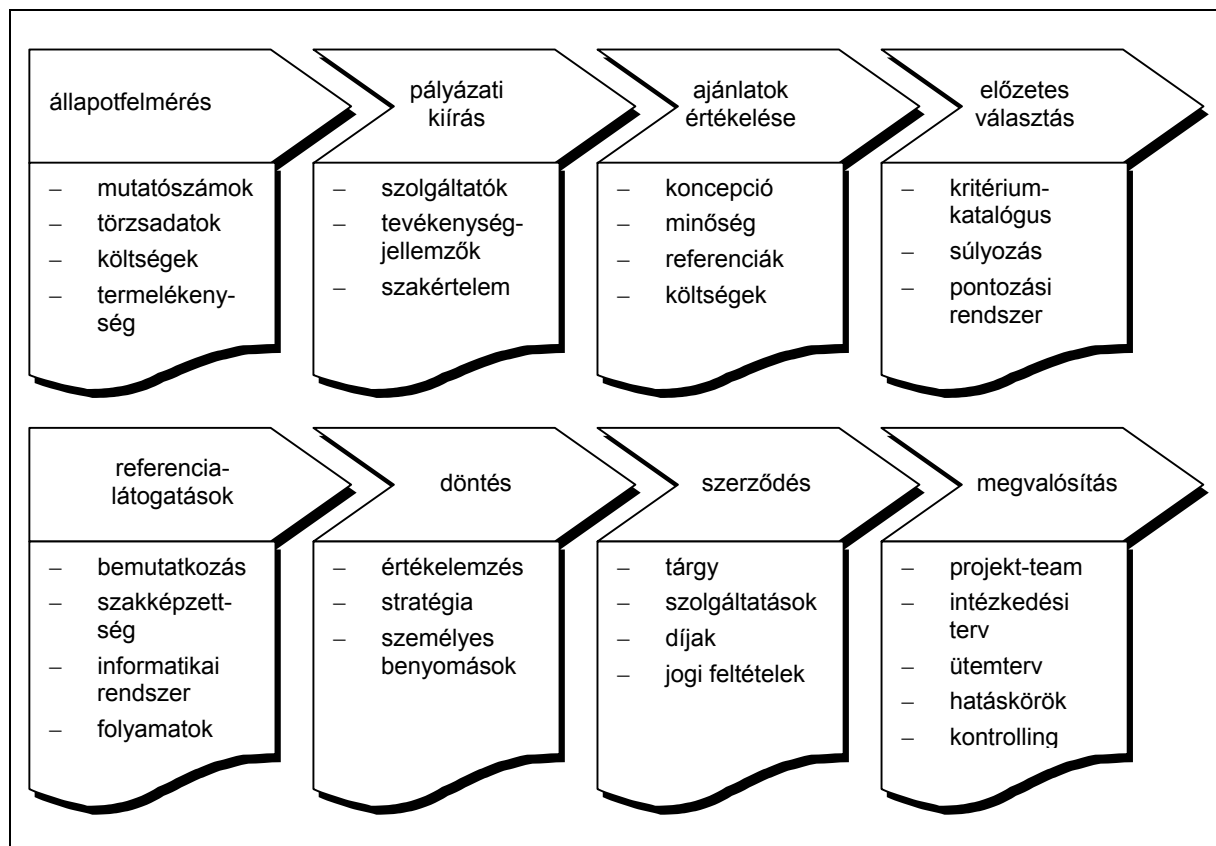 állapotfelmérés
– mutatószámok
– törzsadatok
– költségek
– termelékeny-
ség
pályázati
kiírás
– szolgáltatók
– tevékenység-
jellemzők
– szakértelem
ajánlatok
értékelése
– koncepció
– minőség
– referenciák
– költségek
előzetes
választás
– kritérium-
katalógus
– súlyozás
– pontozási
rendszer
referencia-
látogatások
– bemutatkozás
– szakképzett-
ség
– informatikai
rendszer
– folyamatok
döntés
– értékelemzés
– stratégia
– személyes
benyomások
szerződés
– tárgy
– szolgáltatások
– díjak
– jogi feltételek
megvalósítás
– projekt-team
– intézkedési
terv
– ütemterv
– hatáskörök
– kontrolling